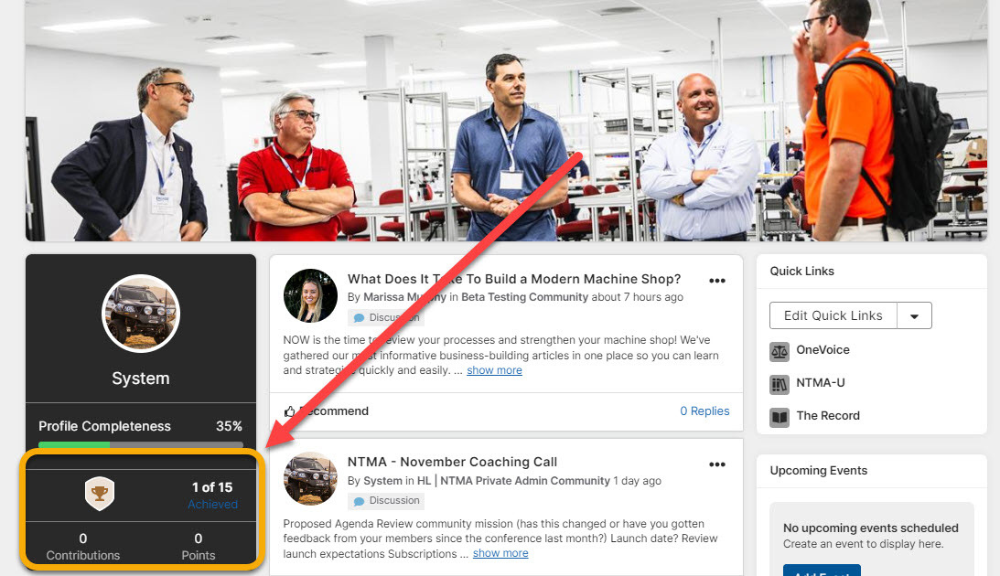 System
Profile Completeness 35%
1 of 15
Achieved
0 0
Contributions Points
What Does It Take To Build a Modern Machine Shop?
•••
By Marissa Murphy in Beta Testing Community about 7 hours ago
Discussion
NOW is the time to review your processes and strengthen your machine shop! We've
gathered our most informative business-building articles in one place so you can learn
and strategize quickly and easily. ... show more
Recommend 0 Replies
NTMA - November Coaching Call
•••
By System in HL | NTMA Private Admin Community 1 day ago
Discussion
Proposed Agenda Review community mission (has this changed or have you gotten
feedback from your members since the conference last month?) Launch date? Review
launch expectations Subscriptions ... show more
Quick Links
Edit Quick Links
OneVoice
NTMA-U
The Record
Upcoming Events
No upcoming events scheduled
Create an event to display here.
Add Event